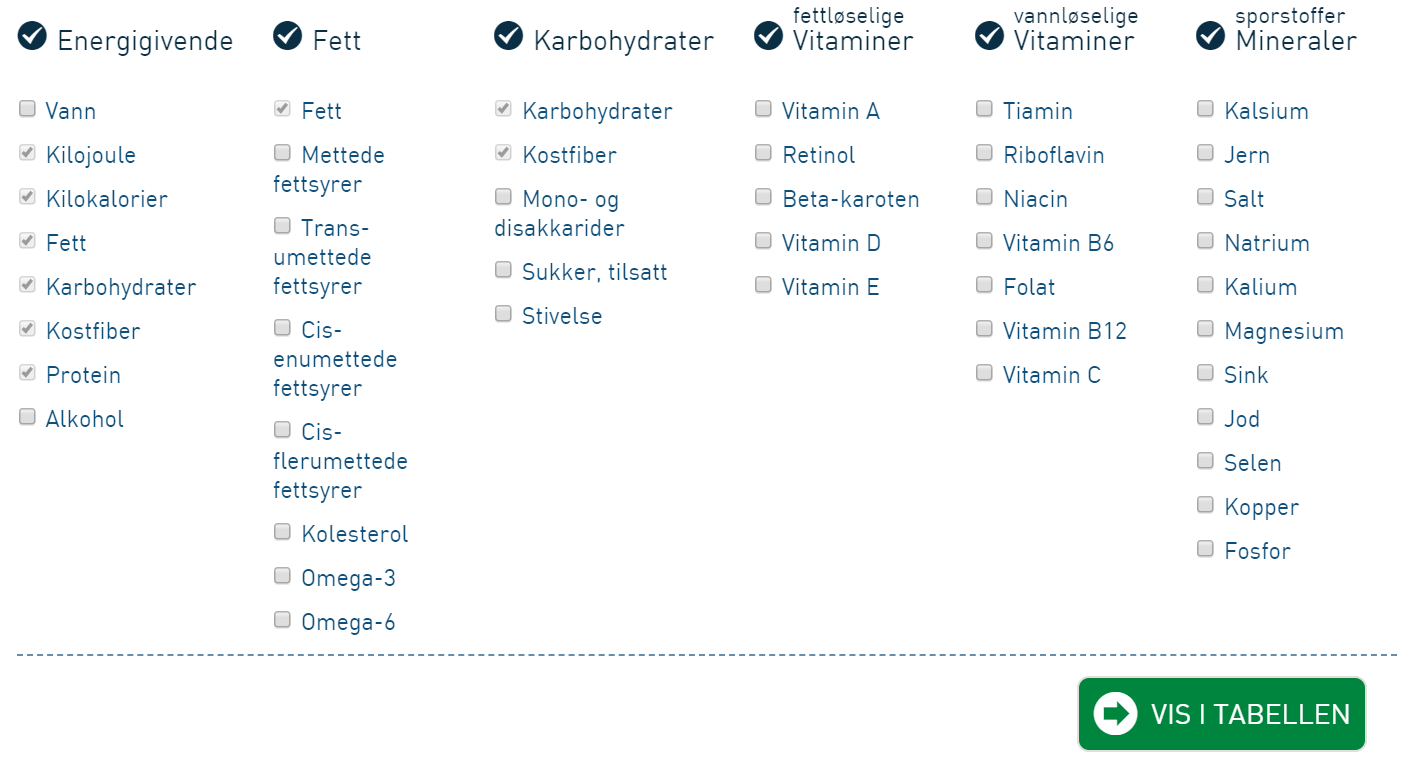 Energigivende
Vann
Kilojoule
Kilokalorier
Fett
Karbohydrater
Kostfiber
Protein
Alkohol
Fett
Fett
Mettede
fettsyrer
Trans-
umettede
fettsyrer
Cis-
enumettede
fettsyrer
Cis-
flerumettede
fettsyrer
Kolesterol
Omega-3
Omega-6
Karbohydrater
Karbohydrater
Kostfiber
Mono- og
disakkarider
Sukker, tilsatt
Stivelse
fettløselige
Vitaminer
Vitamin A
Retinol
Beta-karoten
Vitamin D
Vitamin E
vannløselige
Vitaminer
Tiamin
Riboflavin
Niacin
Vitamin B6
Folat
Vitamin B12
Vitamin C
sporstoffer
Mineraler
Kalsium
Jern
Salt
Natrium
Kalium
Magnesium
Sink
Jod
Selen
Kopper
Fosfor
VIS I TABELLEN